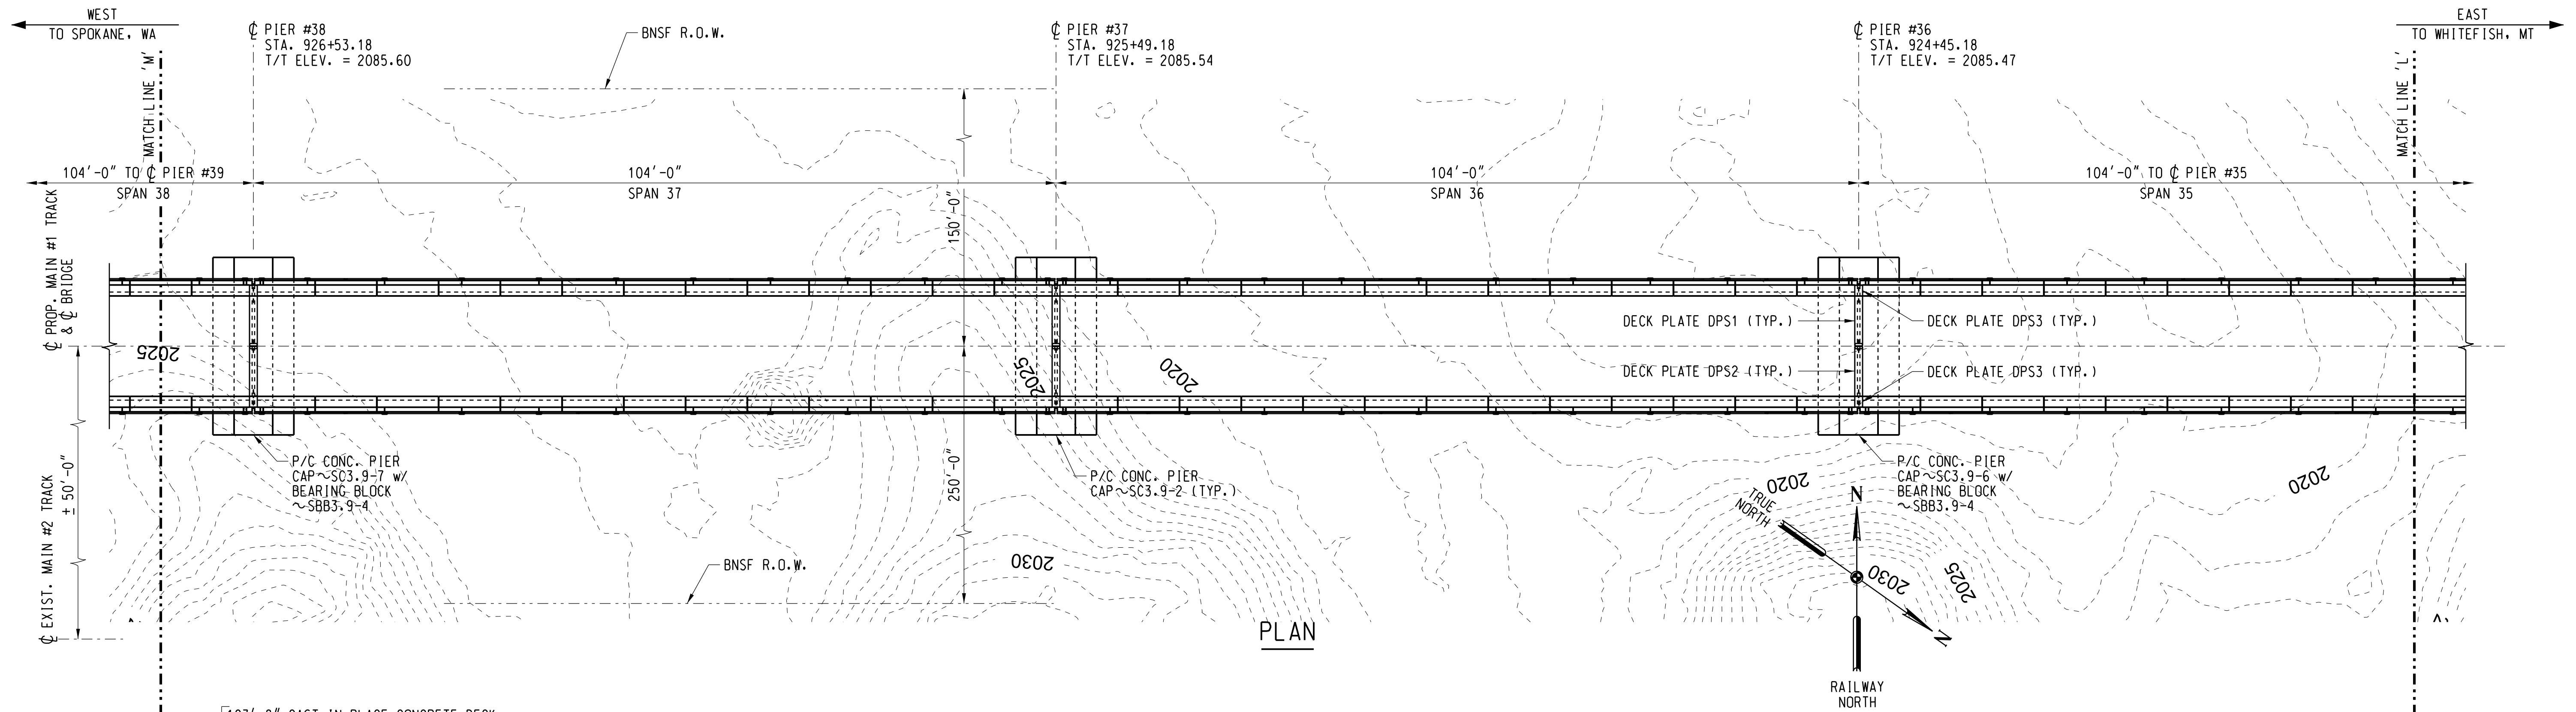 WEST
TO SPOKANE, WA
℄ PIER #38
STA. 926+53.18
T/T ELEV. = 2085.60
BNSF R.O.W.
℄ PIER #37
STA. 925+49.18
T/T ELEV. = 2085.54
℄ PIER #36
STA. 924+45.18
T/T ELEV. = 2085.47
EAST
TO WHITEFISH, MT
MATCH LINE 'M'
MATCH LINE 'L'
104'-0" TO ℄ PIER #39
SPAN 38
104'-0"
SPAN 37
104'-0"
SPAN 36
104'-0" TO ℄ PIER #35
SPAN 35
150'-0"
℄ PROP. MAIN #1 TRACK
& ℄ BRIDGE
2025
2025
2020
DECK PLATE DPS1 (TYP.)
DECK PLATE DPS3 (TYP.)
DECK PLATE DPS2 (TYP.)
DECK PLATE DPS3 (TYP.)
℄ EXIST. MAIN #2 TRACK
±50'-0"
P/C CONC. PIER
CAP~SC3.9-7 W/
BEARING BLOCK
~SBB3.9-4
250'-0"
P/C CONC. PIER
CAP~SC3.9-2 (TYP.)
P/C CONC. PIER
CAP~SC3.9-6 W/
BEARING BLOCK
~SBB3.9-4
2020
2020
TRUE
NORTH
N
BNSF R.O.W.
2030
2030
2025
N
PLAN
RAILWAY
NORTH